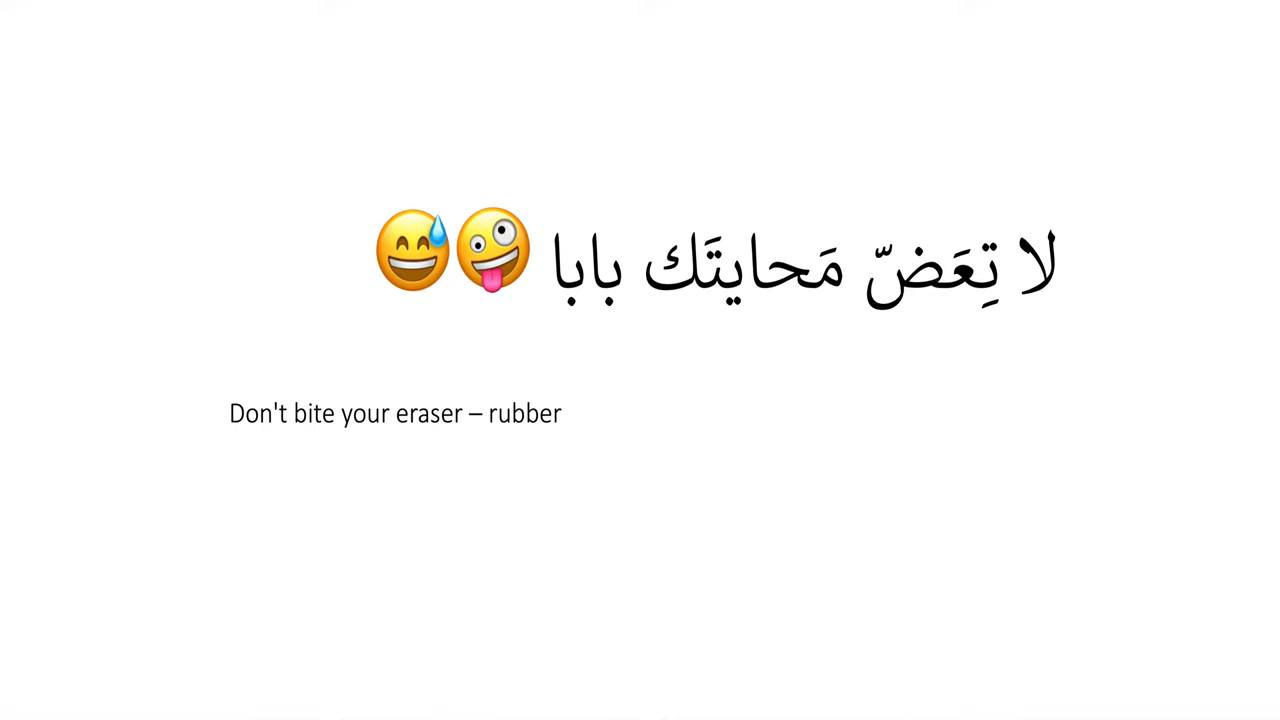 لا تِعَضّ مَحايتَك بابا 🤪😅
Don't bite your eraser – rubber